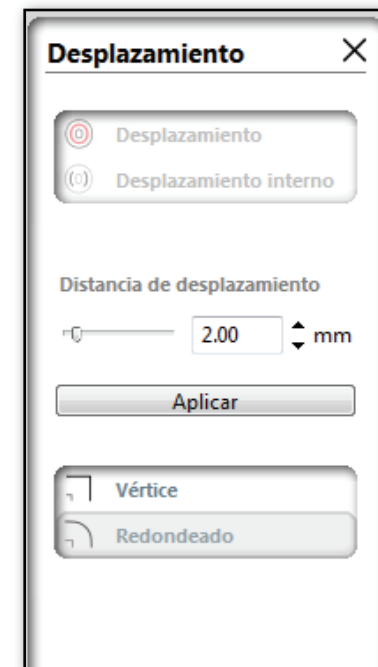 Desplazamiento
Desplazamiento
Desplazamiento interno
Distancia de desplazamiento
2.00 mm
Aplicar
Vértice
Redondeado